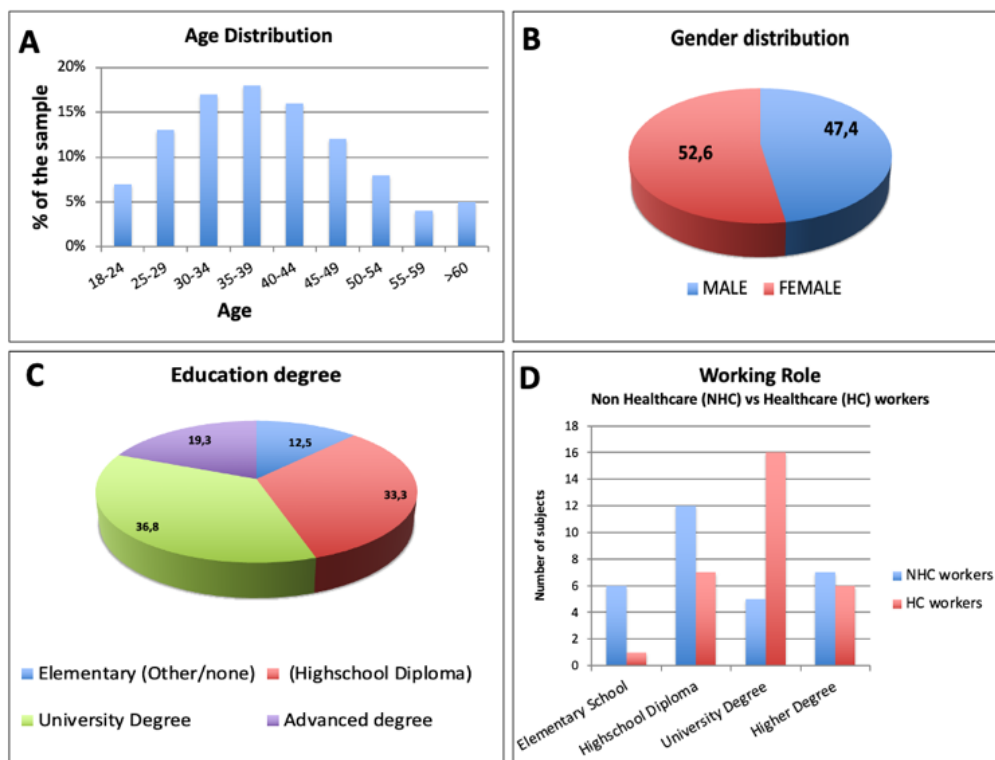 A
Age Distribution
20%
15%
10%
5%
0%
% of the sample
18-24
25-29
30-34
35-39
40-44
45-49
50-54
55-59
>60
Age
B
Gender distribution
47,4
52,6
MALE
FEMALE
C
Education degree
19,3
12,5
33,3
36,8
Elementary (Other/none)
(Highschool Diploma)
University Degree
Advanced degree
D
Working Role
Non Healthcare (NHC) vs Healthcare (HC) workers
18
16
14
12
10
8
6
4
2
0
Number of subjects
Elementary School
Highschool Diploma
University Degree
Higher Degree
NHC workers
HC workers